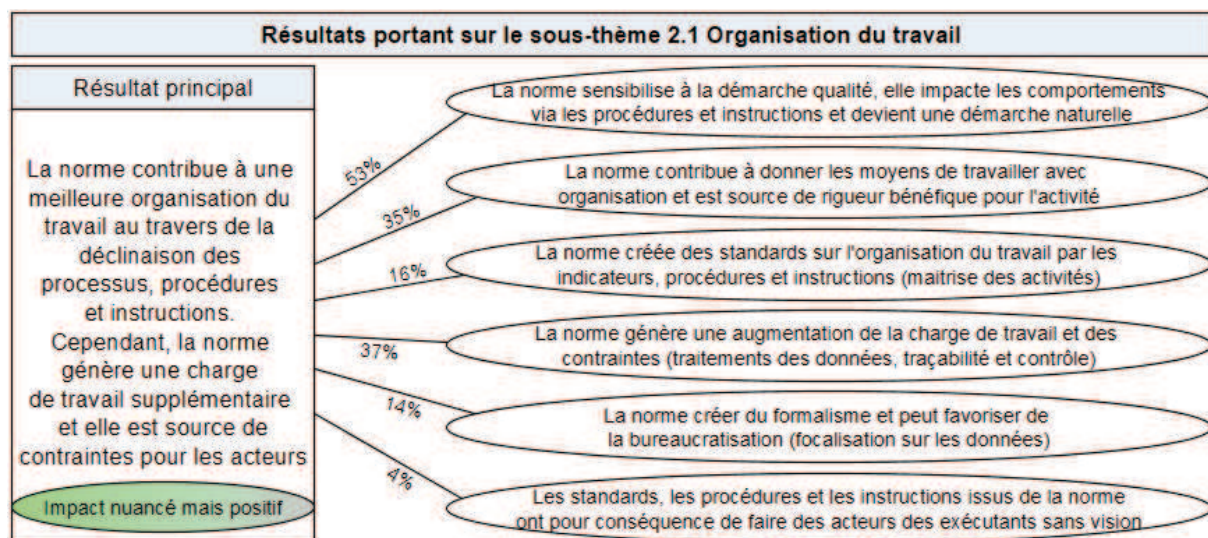 Résultats portant sur le sous-thème 2.1 Organisation du travail
Résultat principal
La norme contribue à une
meilleure organisation du
travail au travers de la
déclinaison des
processus, procédures
et instructions.
Cependant, la norme
génère une charge
de travail supplémentaire
et elle est source de
contraintes pour les acteurs
Impact nuancé mais positif
53%
La norme sensibilise à la démarche qualité, elle impacte les comportements
via les procédures et instructions et devient une démarche naturelle
35%
La norme contribue à donner les moyens de travailler avec
organisation et est source de rigueur bénéfique pour l'activité
16%
La norme créée des standards sur l'organisation du travail par les
indicateurs, procédures et instructions (maitrise des activités)
37%
La norme génère une augmentation de la charge de travail et des
contraintes (traitements des données, traçabilité et contrôle)
14%
La norme créer du formalisme et peut favoriser de
la bureaucratisation (focalisation sur les données)
4%
Les standards, les procédures et les instructions issus de la norme
ont pour conséquence de faire des acteurs des exécutants sans vision